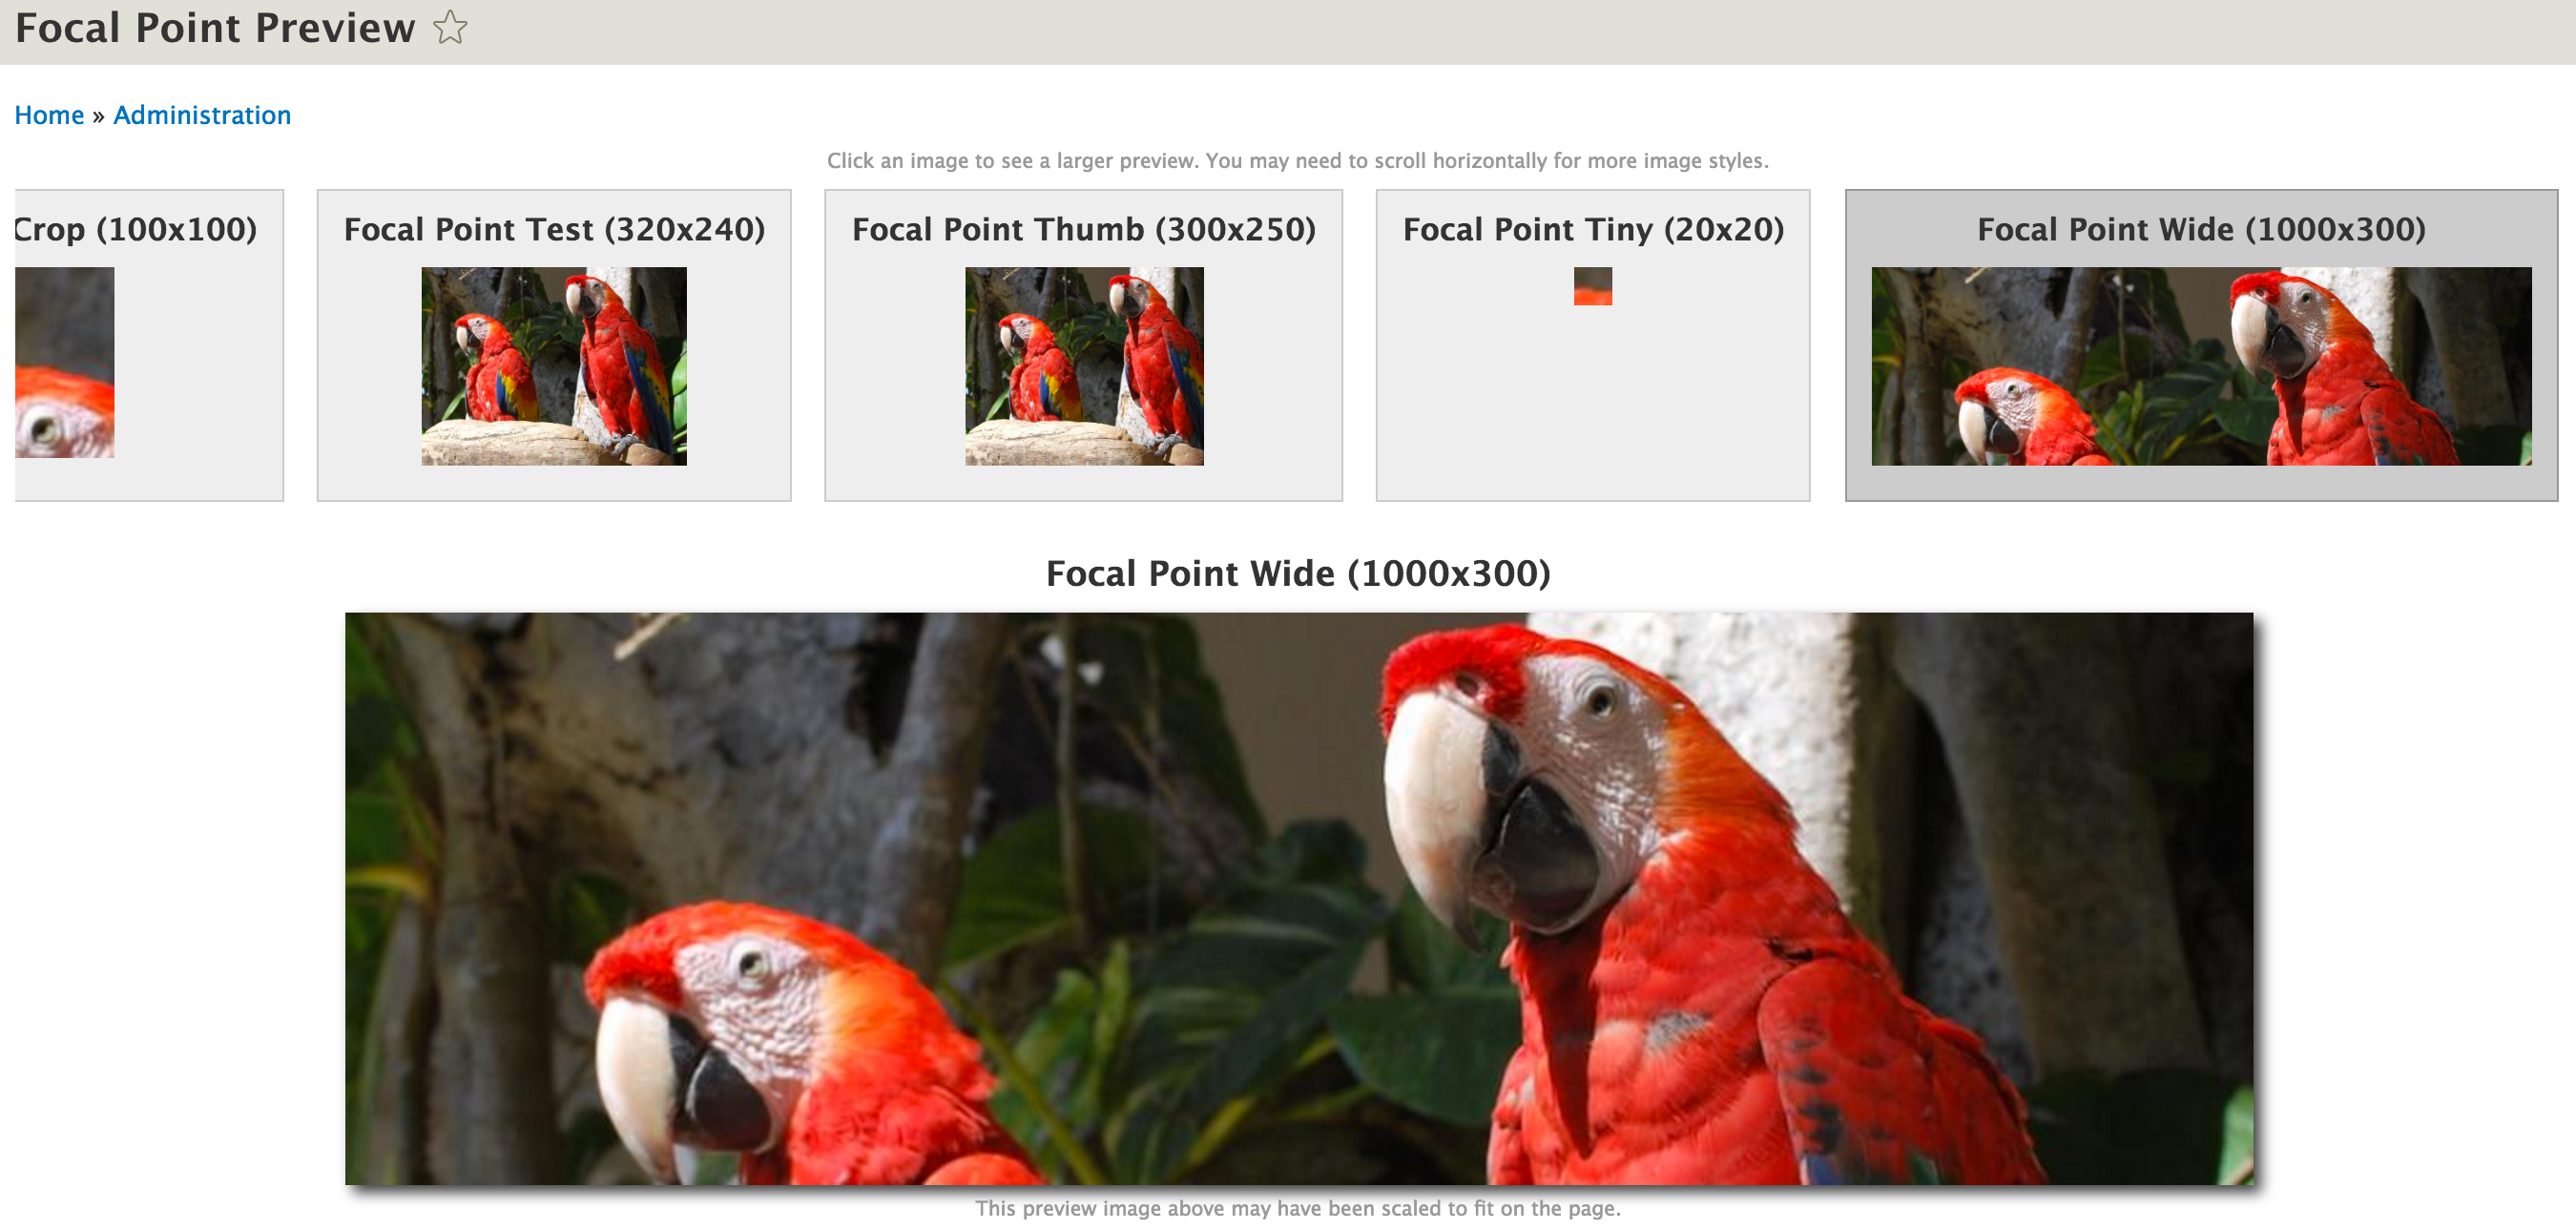 Focal Point Preview
Home » Administration
Click an image to see a larger preview. You may need to scroll horizontally for more image styles.
Crop (100x100)
Focal Point Test (320x240)
Focal Point Thumb (300x250)
Focal Point Tiny (20x20)
Focal Point Wide (1000x300)
Focal Point Wide (1000x300)
This preview image above may have been scaled to fit on the page.